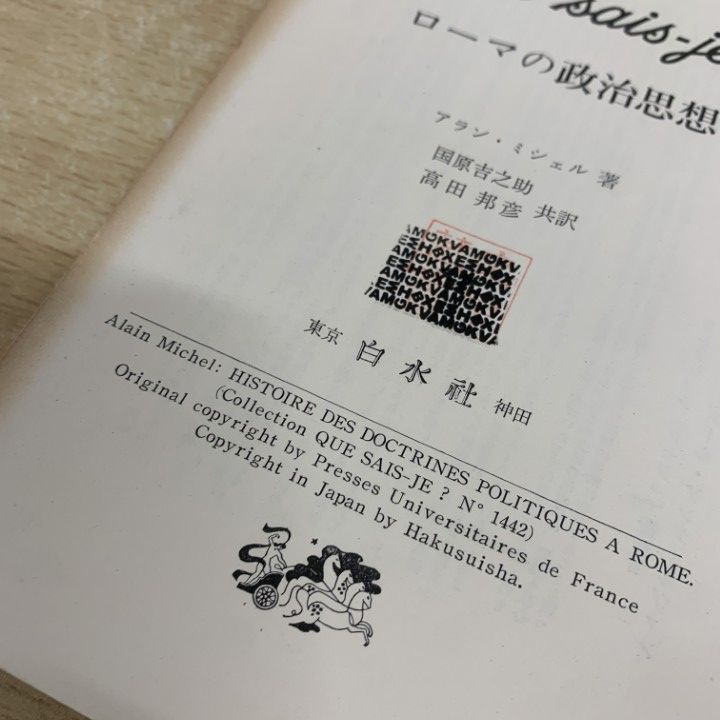 sais-je
ローマの政治思想
アラン・ミシェル 著
国原吉之助
高田邦彦 共訳
東京 白水社 神田
Alain Michel: HISTOIRE DES DOCTRINES POLITIQUES A ROME.
(Collection QUE SAIS-JE ? N° 1442)
Original copyright by Presses Universitaires de France
Copyright in Japan by Hakusuisha.